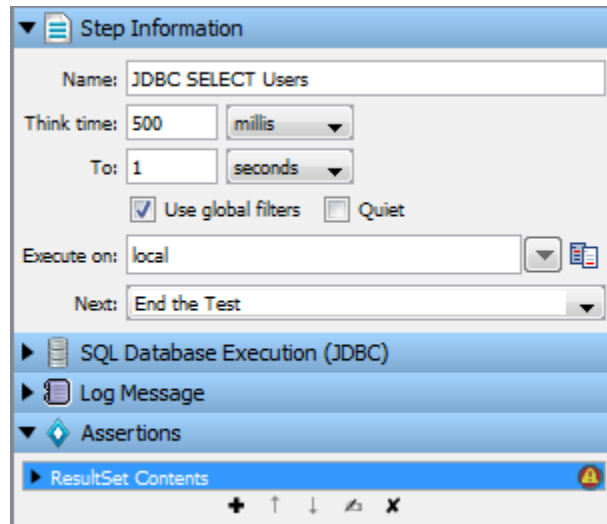 Step Information
Name: JDBC SELECT Users
Think time: 500 millis
To: 1 seconds
Use global filters Quiet
Execute on: local
Next: End the Test
SQL Database Execution (JDBC)
Log Message
Assertions
ResultSet Contents